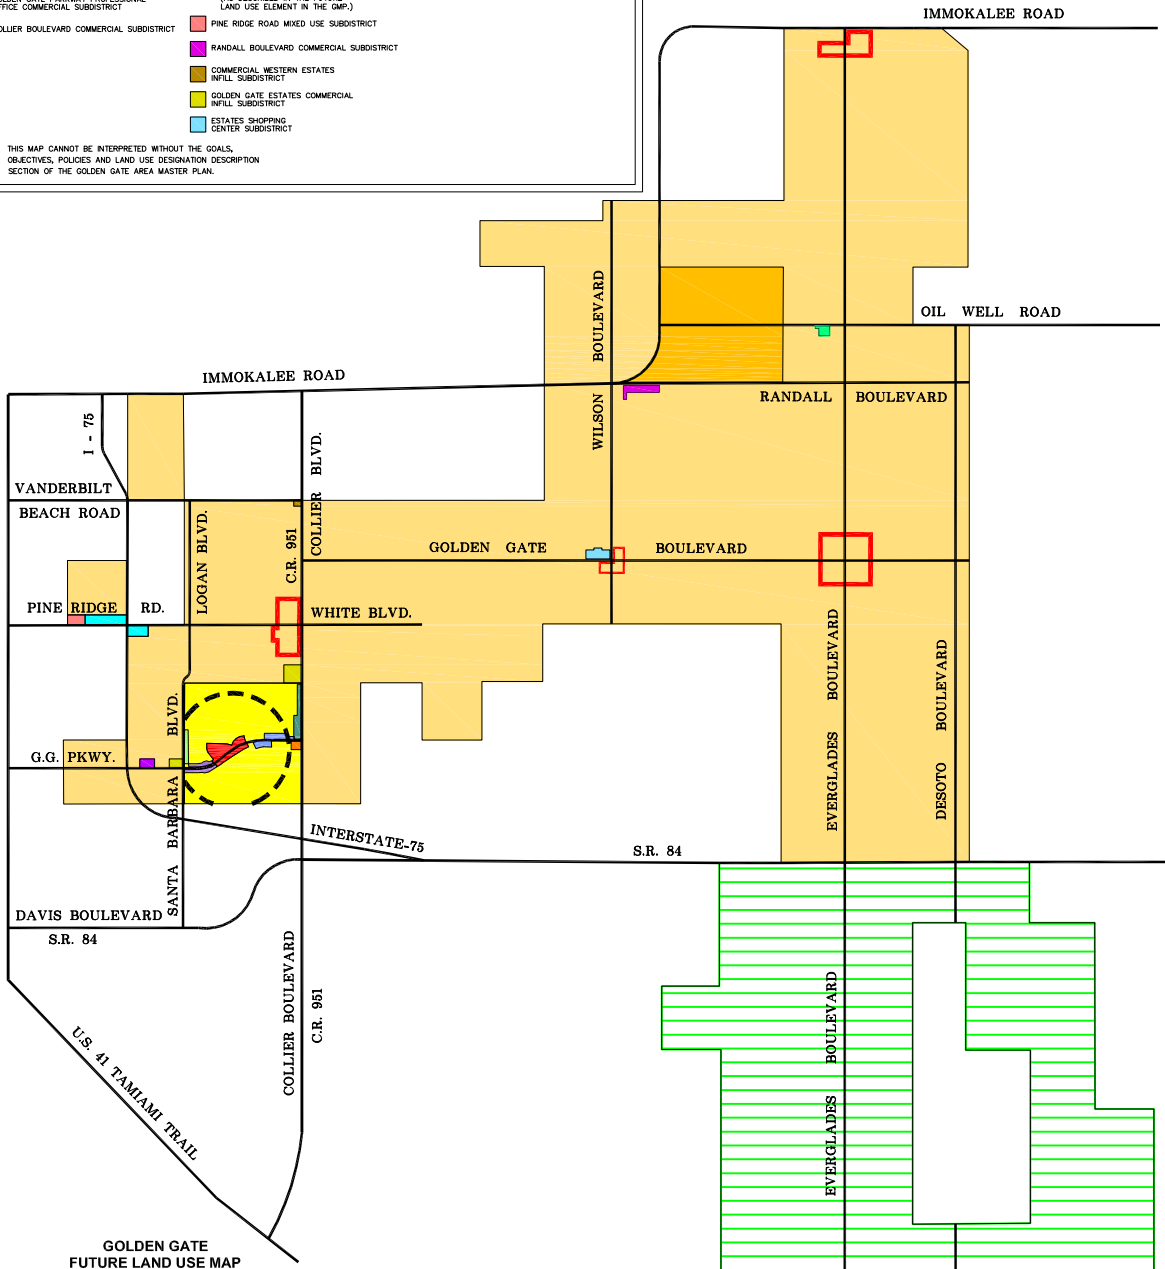 PARKWAY PROFESSIONAL
OFFICE COMMERCIAL SUBDISTRICT
COLLIER BOULEVARD COMMERCIAL SUBDISTRICT
LAND USE ELEMENT IN THE GMP.)
PINE RIDGE ROAD MIXED USE SUBDISTRICT
RANDALL BOULEVARD COMMERCIAL SUBDISTRICT
COMMERCIAL WESTERN ESTATES
INFILL SUBDISTRICT
GOLDEN GATE ESTATES COMMERCIAL
INFILL SUBDISTRICT
ESTATES SHOPPING
CENTER SUBDISTRICT
THIS MAP CANNOT BE INTERPRETED WITHOUT THE GOALS,
OBJECTIVES, POLICIES AND LAND USE DESIGNATION DESCRIPTION
SECTION OF THE GOLDEN GATE AREA MASTER PLAN.
IMMOKALEE ROAD
OIL WELL ROAD
WILSON BOULEVARD
IMMOKALEE ROAD
RANDALL BOULEVARD
I - 75
COLLIER BLVD.
C.R. 951
VANDERBILT
BEACH ROAD
LOGAN BLVD.
GOLDEN GATE BOULEVARD
PINE RIDGE RD.
WHITE BLVD.
G.G. PKWY.
SANTA BARBARA BLVD.
EVERGLADES BOULEVARD
DESOTO BOULEVARD
INTERSTATE-75
S.R. 84
DAVIS BOULEVARD
S.R. 84
COLLIER BOULEVARD
C.R. 951
U.S. 41 TAMIAMI TRAIL
EVERGLADES BOULEVARD
EVERGLADES BOULEVARD
GOLDEN GATE
FUTURE LAND USE MAP